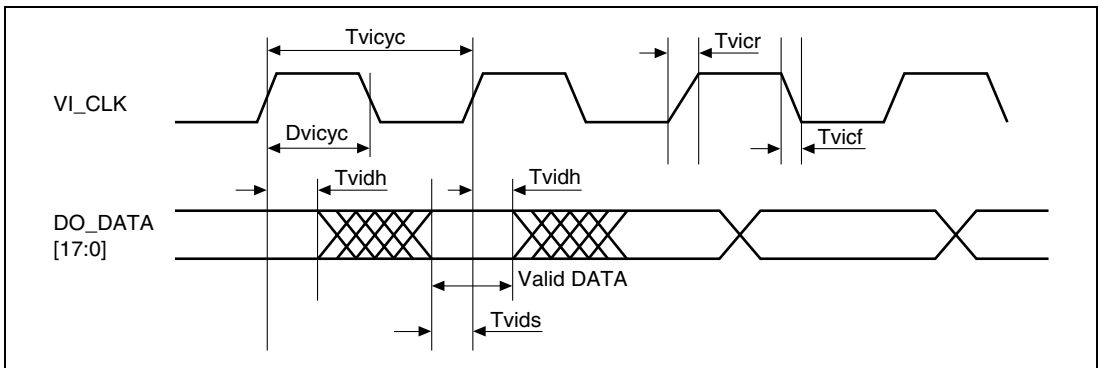 Tvicyc
Tvicr
VI_CLK
Dvicyc
Tvicf
Tvidh
Tvidh
DO_DATA
[17:0]
Valid DATA
Tvids